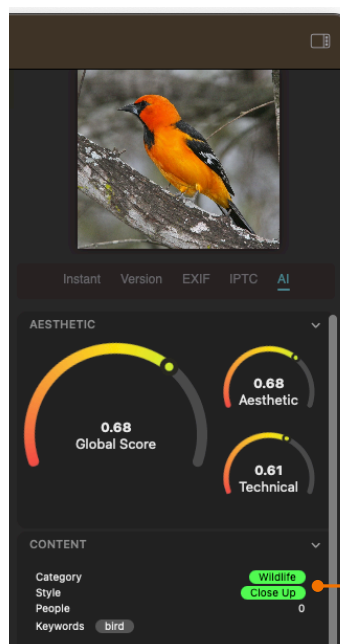 Instant Version EXIF IPTC AI
AESTHETIC
0.68
Global Score
0.68
Aesthetic
0.61
Technical
CONTENT
Category Wildlife
Style Close Up
People 0
Keywords bird